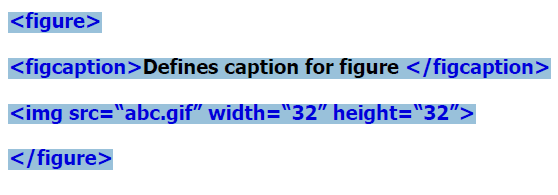 <figure>
<figcaption>Defines caption for figure </figcaption>
<img src=“abc.gif” width=“32” height=“32”>
</figure>